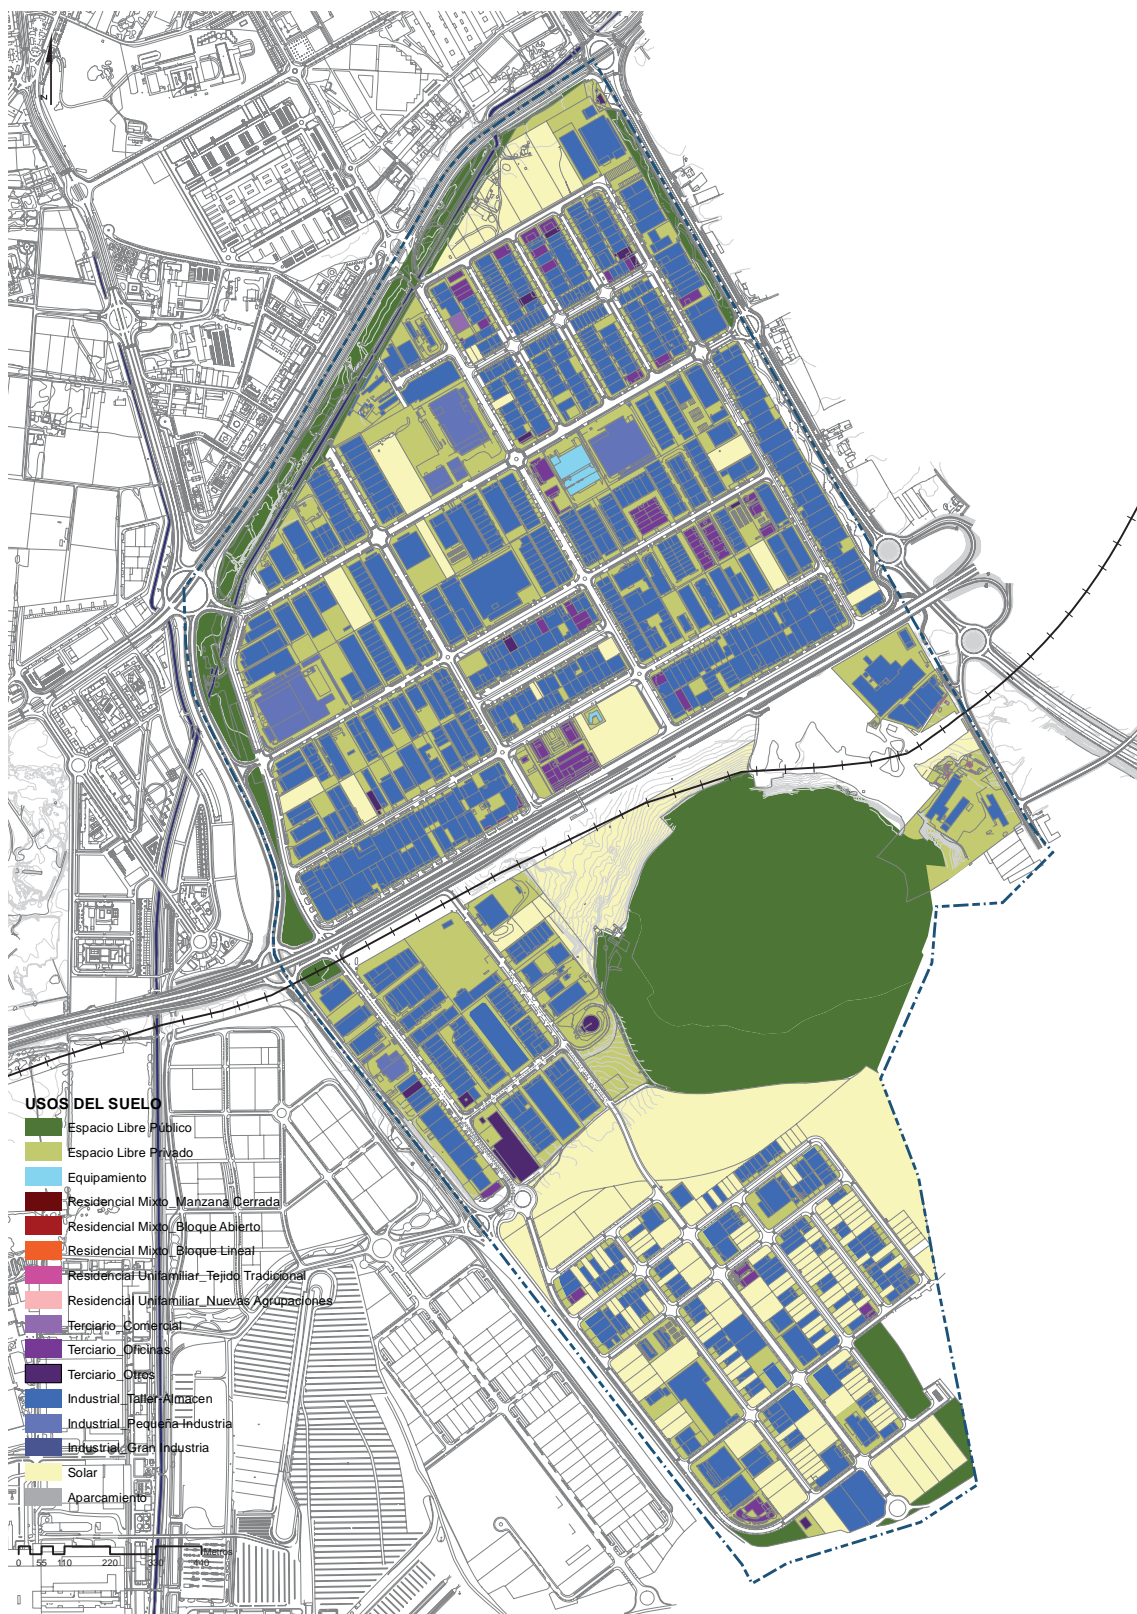 N
USOS DEL SUELO
Espacio Libre Público
Espacio Libre Privado
Equipamiento
Residencial Mixto_Manzana Cerrada
Residencial Mixto_Bloque Abierto
Residencial Mixto_Bloque Lineal
Residencial Unifamiliar_Tejido Tradicional
Residencial Unifamiliar_Nuevas Agrupaciones
Terciario_Comercial
Terciario_Oficinas
Terciario_Otros
Industrial_Taller-Almacen
Industrial_Pequeña Industria
Industrial_Gran Industria
Solar
Aparcamiento
Metros
0 55 110 220 330 440